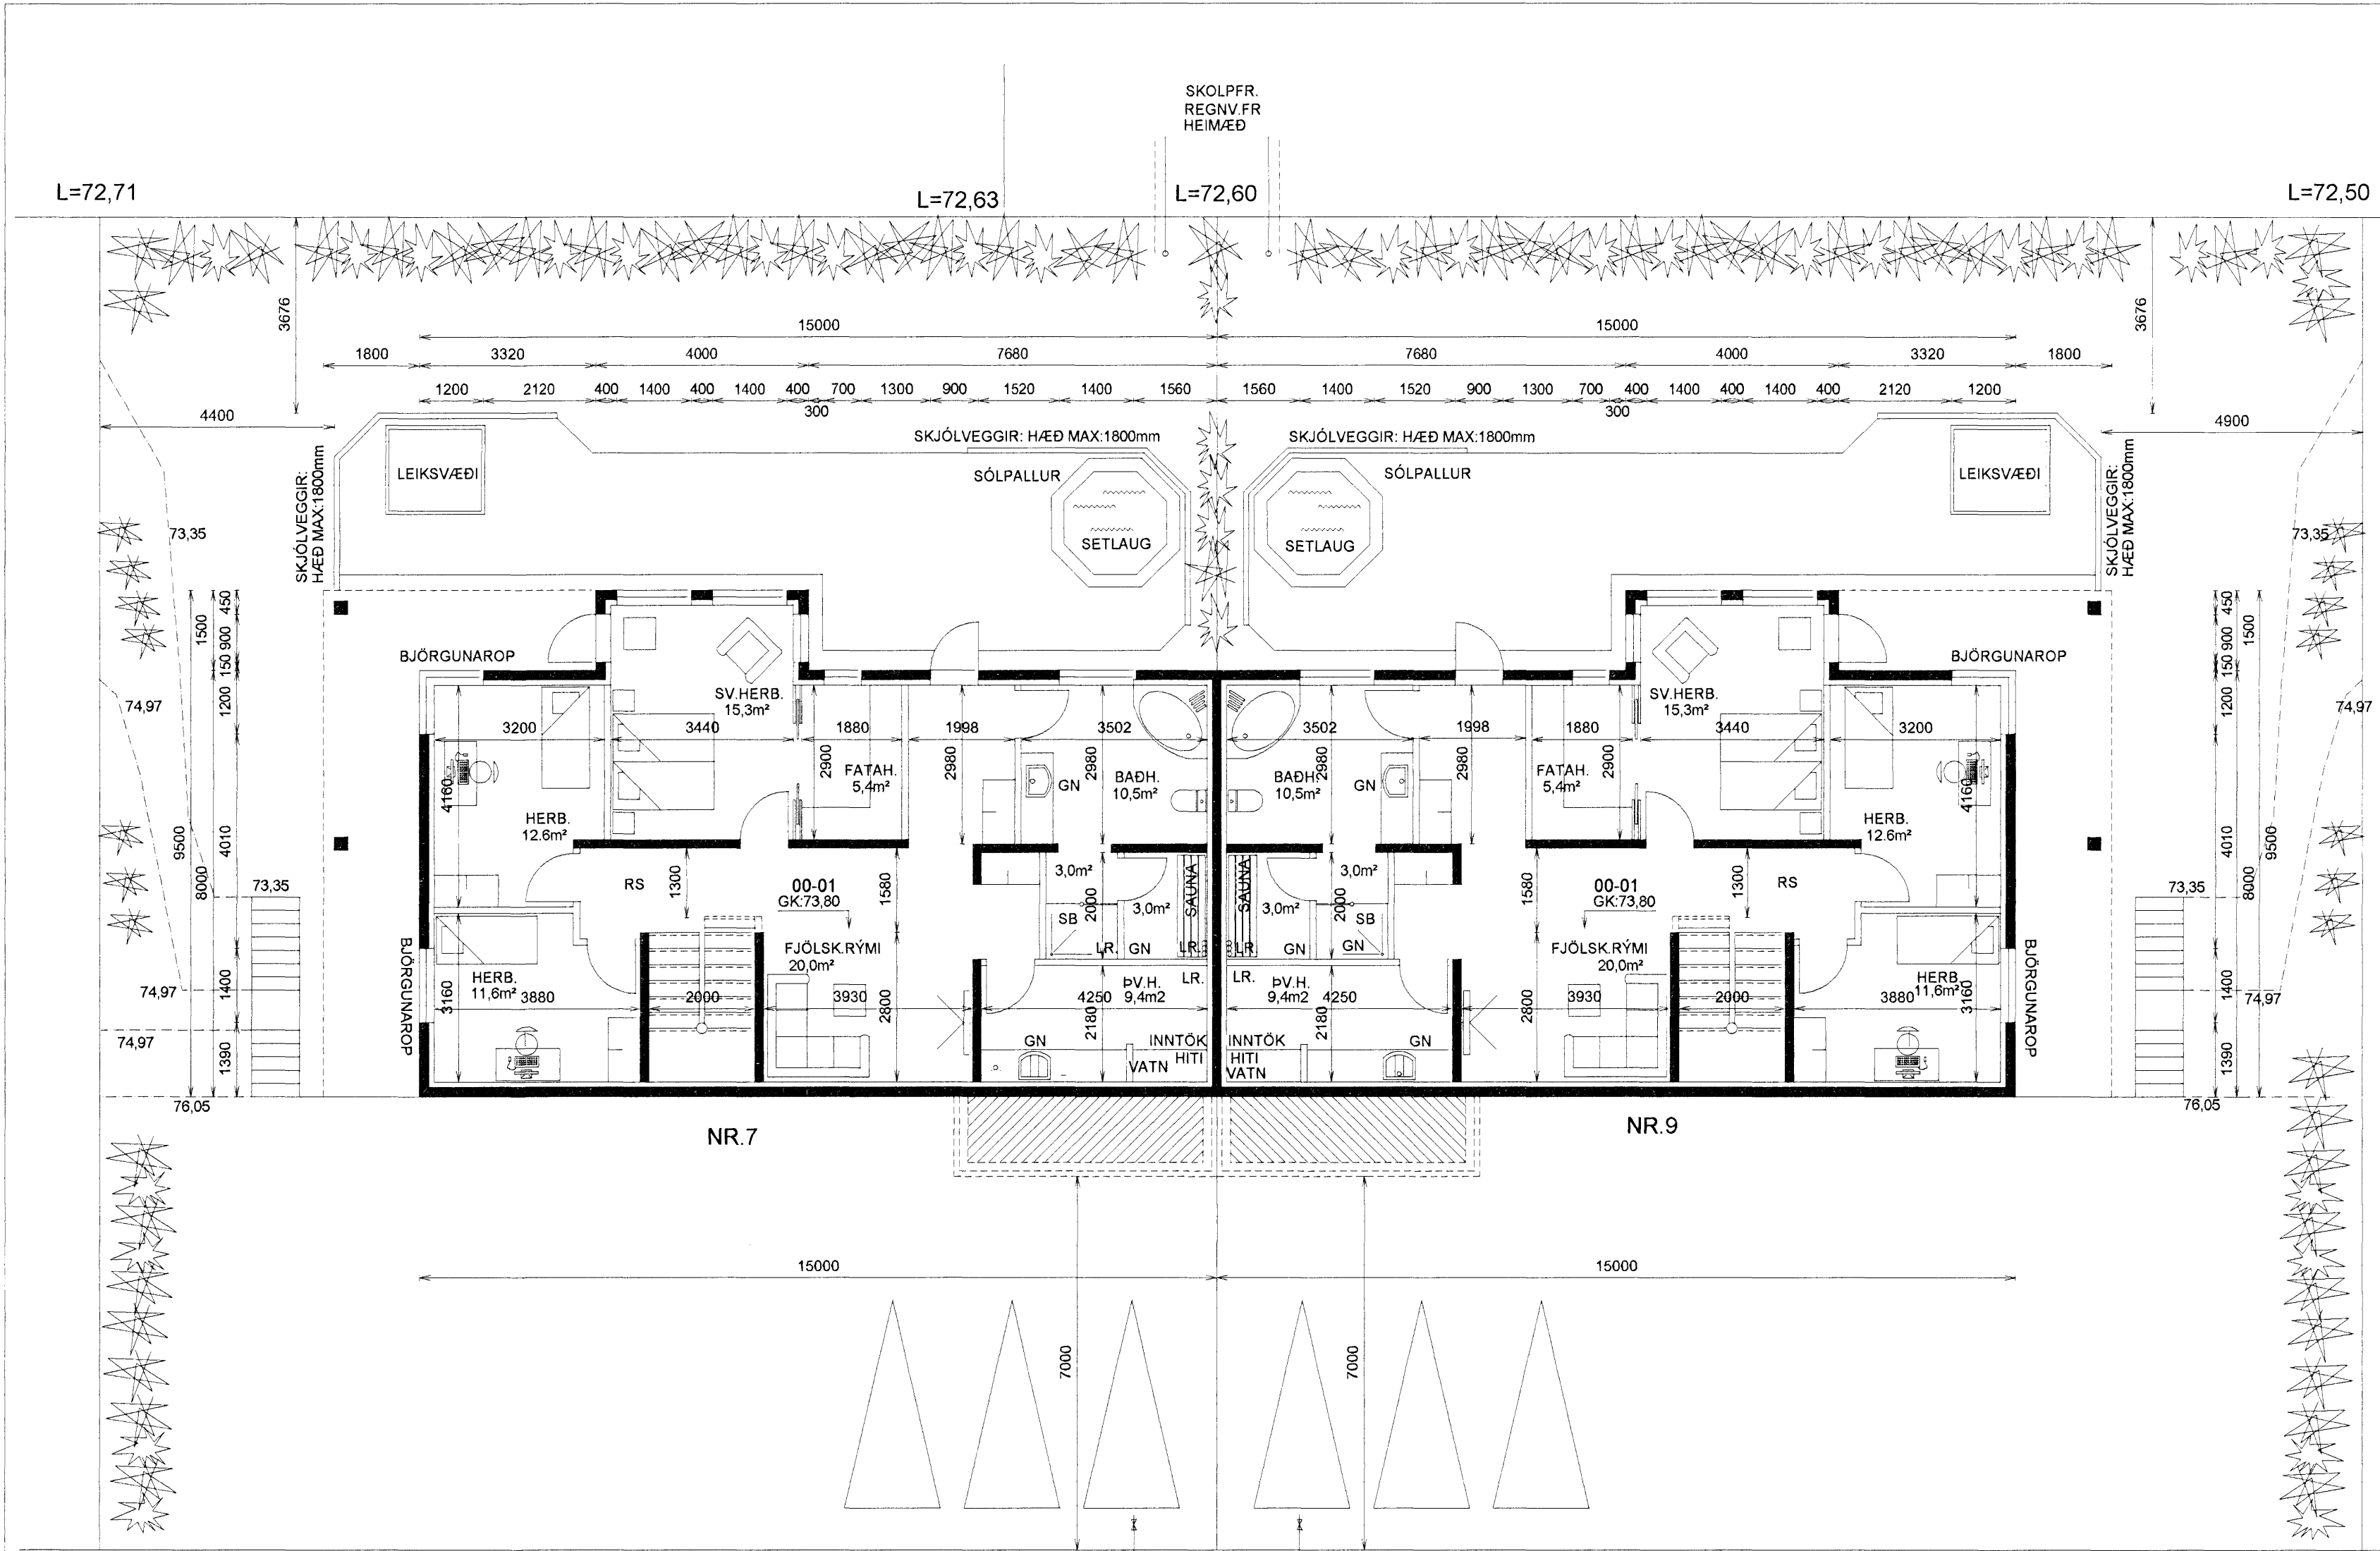 SKOLPFR.
REGNV.FR
HEIMÆÐ
L=72,71
L=72,63
L=72,60
L=72,50
3676
3676
15000
15000
1800
3320
4000
7680
7680
4000
3320
1800
1200
2120
400
1400
400
1400
400
700
1300
900
1520
1400
1560
1560
1400
1520
900
1300
700
400
1400
400
1400
400
2120
1200
300
300
4400
4900
SKJÓLVEGGIR: HÆÐ MAX:1800mm
SKJÓLVEGGIR: HÆÐ MAX:1800mm
SKJÓLVEGGIR:
HÆÐ MAX:1800mm
SKJÓLVEGGIR:
HÆÐ MAX:1800mm
LEIKSVÆÐI
SÓLPALLUR
SÓLPALLUR
LEIKSVÆÐI
SETLAUG
SETLAUG
73,35
73,35
450
900
150
1500
1200
4010
1400
1390
8000
9500
450
900
150
1500
1200
4010
1400
1390
8000
9500
BJÖRGUNAROP
BJÖRGUNAROP
74,97
74,97
SV.HERB.
15,3m²
SV.HERB.
15,3m²
3200
3440
1880
1998
3502
3502
1998
1880
3440
3200
4160
2900
2980
2980
2980
2980
2900
4160
FATAH.
5,4m²
GN
BAÐH.
10,5m²
BAÐH.
10,5m²
GN
FATAH.
5,4m²
HERB.
12.6m²
HERB.
12.6m²
73,35
RS
1300
00-01
GK:73,80
1580
3,0m²
3,0m²
2000
SAUNA
SB
LR.
GN
LR.
SAUNA
3,0m²
3,0m²
2000
SB
GN
GN
LR.
1580
00-01
GK:73,80
1300
RS
73,35
BJÖRGUNAROP
BJÖRGUNAROP
FJÖLSK.RÝMI
20,0m²
FJÖLSK.RÝMI
20,0m²
HERB.
11,6m²
HERB.
11,6m²
74,97
74,97
3160
3880
2000
3930
2800
4250
ÞV.H.
9,4m2
LR.
2180
LR.
ÞV.H.
9,4m2
4250
2180
2800
3930
2000
3880
3160
74,97
GN
INNTÖK
HITI
VATN
INNTÖK
HITI
VATN
GN
76,05
76,05
NR.7
NR.9
15000
15000
7000
7000